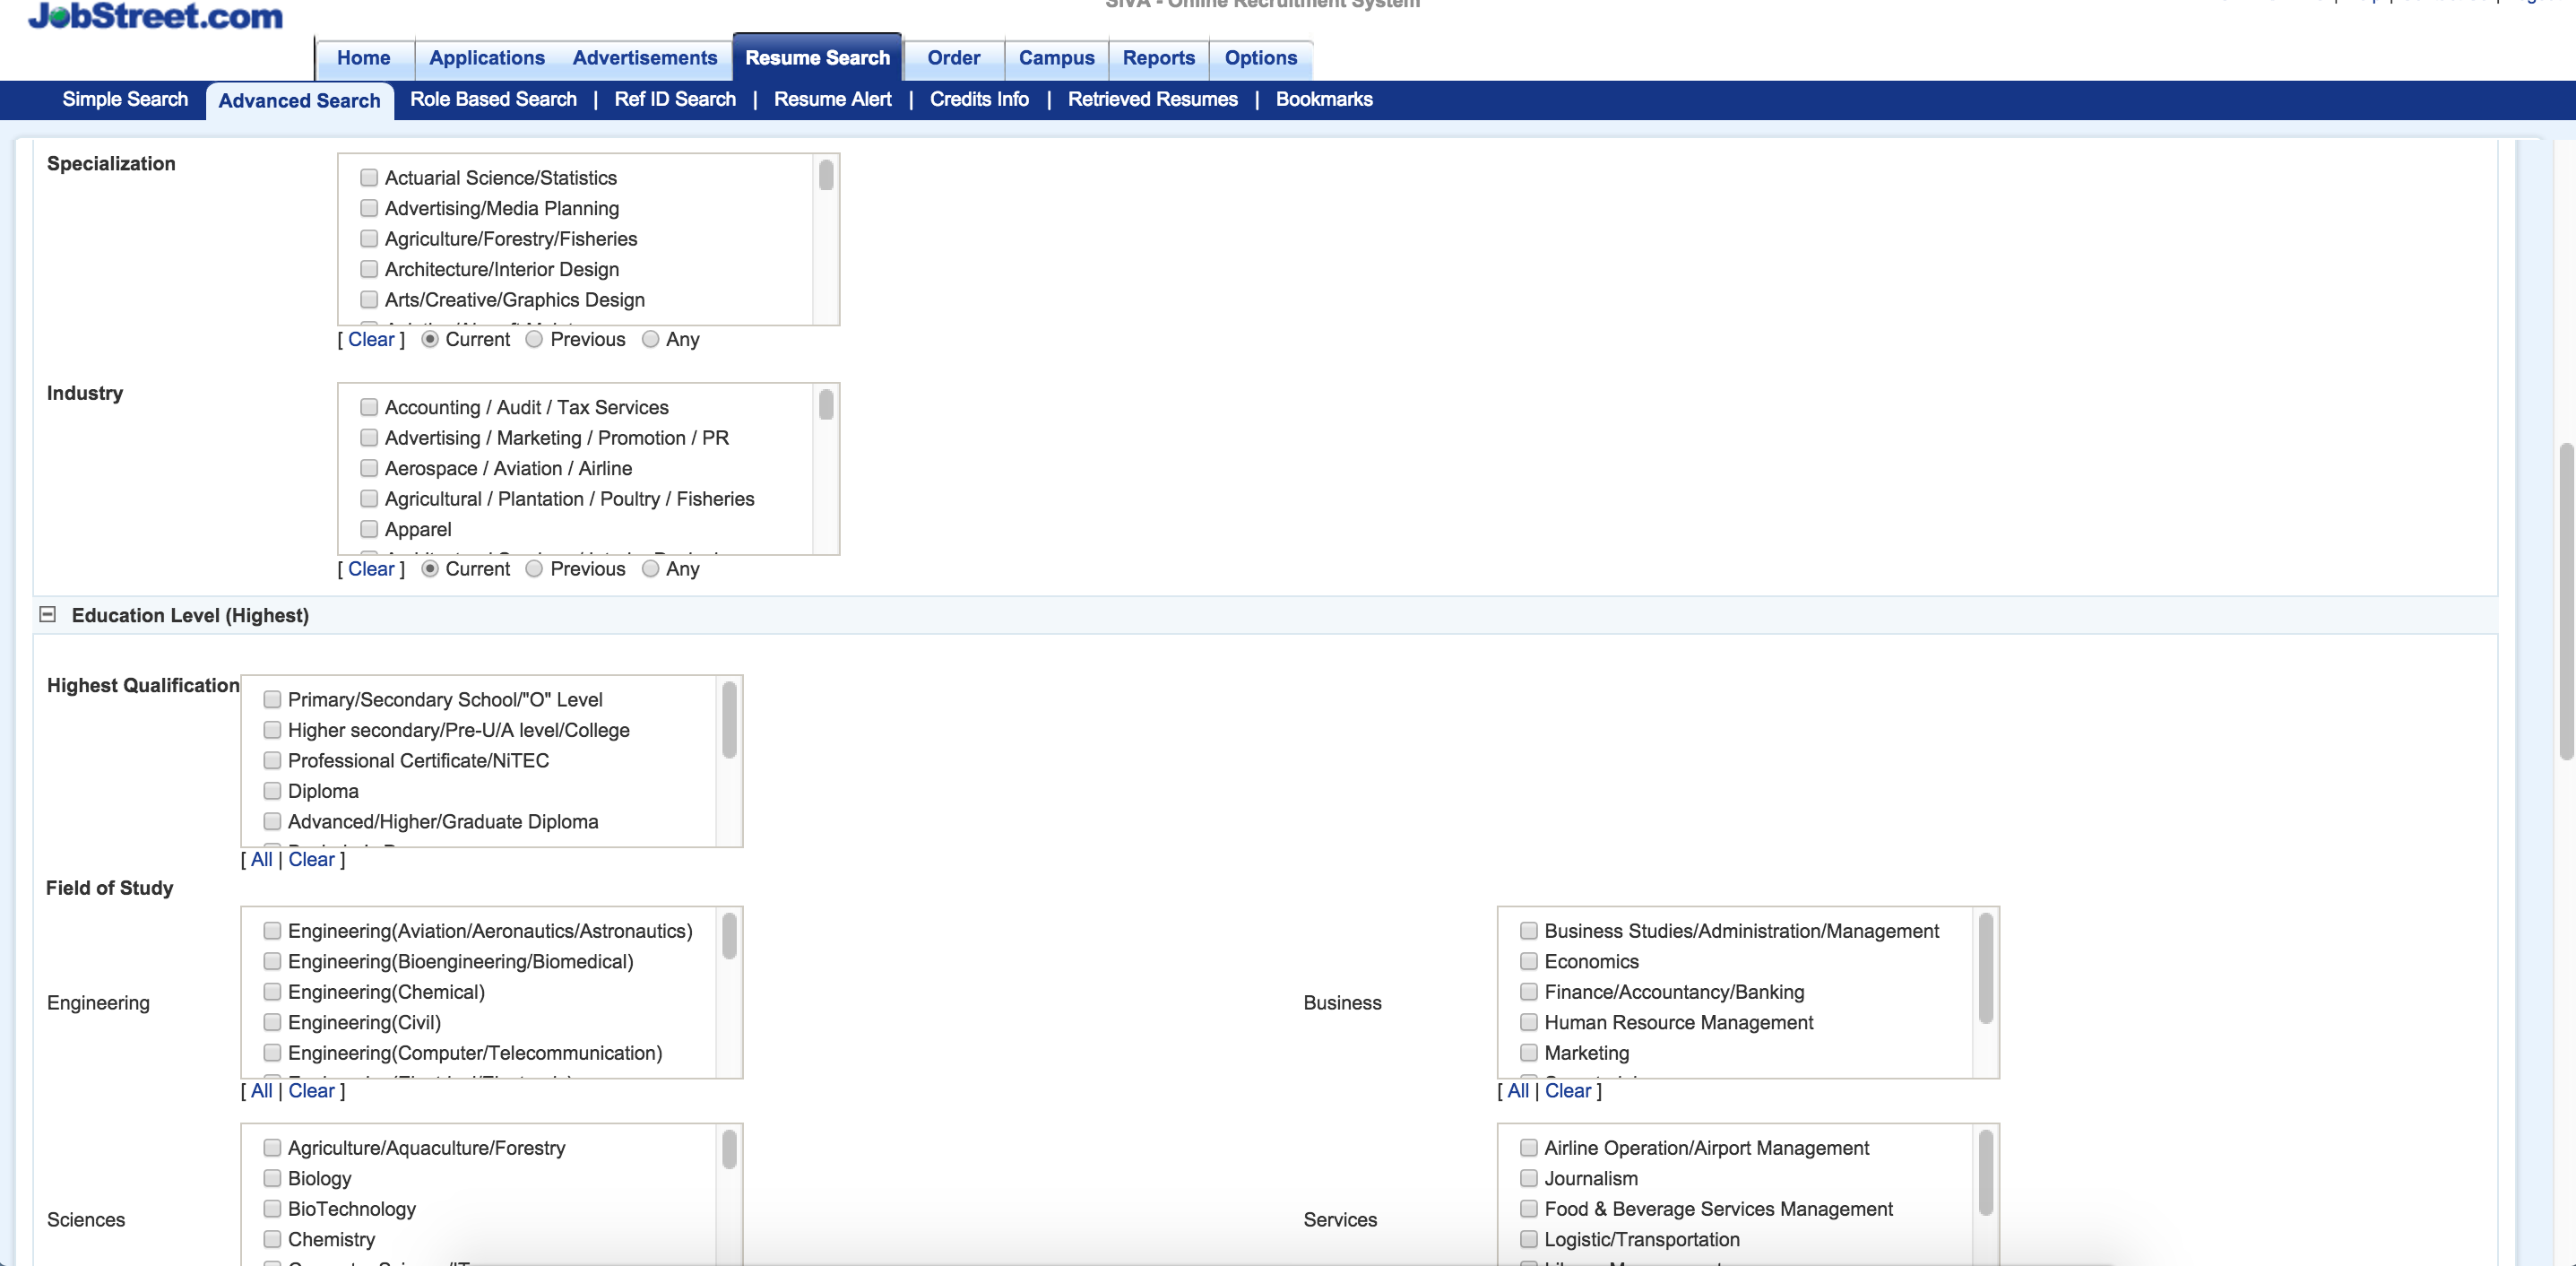 JobStreet.com
SIVA - Online Recruitment System
Home Applications Advertisements Resume Search Order Campus Reports Options
Simple Search Advanced Search Role Based Search | Ref ID Search | Resume Alert | Credits Info | Retrieved Resumes | Bookmarks
Specialization
Actuarial Science/Statistics
Advertising/Media Planning
Agriculture/Forestry/Fisheries
Architecture/Interior Design
Arts/Creative/Graphics Design
[ Clear ] Current Previous Any
Industry
Accounting / Audit / Tax Services
Advertising / Marketing / Promotion / PR
Aerospace / Aviation / Airline
Agricultural / Plantation / Poultry / Fisheries
Apparel
[ Clear ] Current Previous Any
Education Level (Highest)
Highest Qualification
Primary/Secondary School/"O" Level
Higher secondary/Pre-U/A level/College
Professional Certificate/NiTEC
Diploma
Advanced/Higher/Graduate Diploma
[ All | Clear ]
Field of Study
Engineering
Engineering(Aviation/Aeronautics/Astronautics)
Engineering(Bioengineering/Biomedical)
Engineering(Chemical)
Engineering(Civil)
Engineering(Computer/Telecommunication)
[ All | Clear ]
Business
Business Studies/Administration/Management
Economics
Finance/Accountancy/Banking
Human Resource Management
Marketing
[ All | Clear ]
Sciences
Agriculture/Aquaculture/Forestry
Biology
BioTechnology
Chemistry
Services
Airline Operation/Airport Management
Journalism
Food & Beverage Services Management
Logistic/Transportation